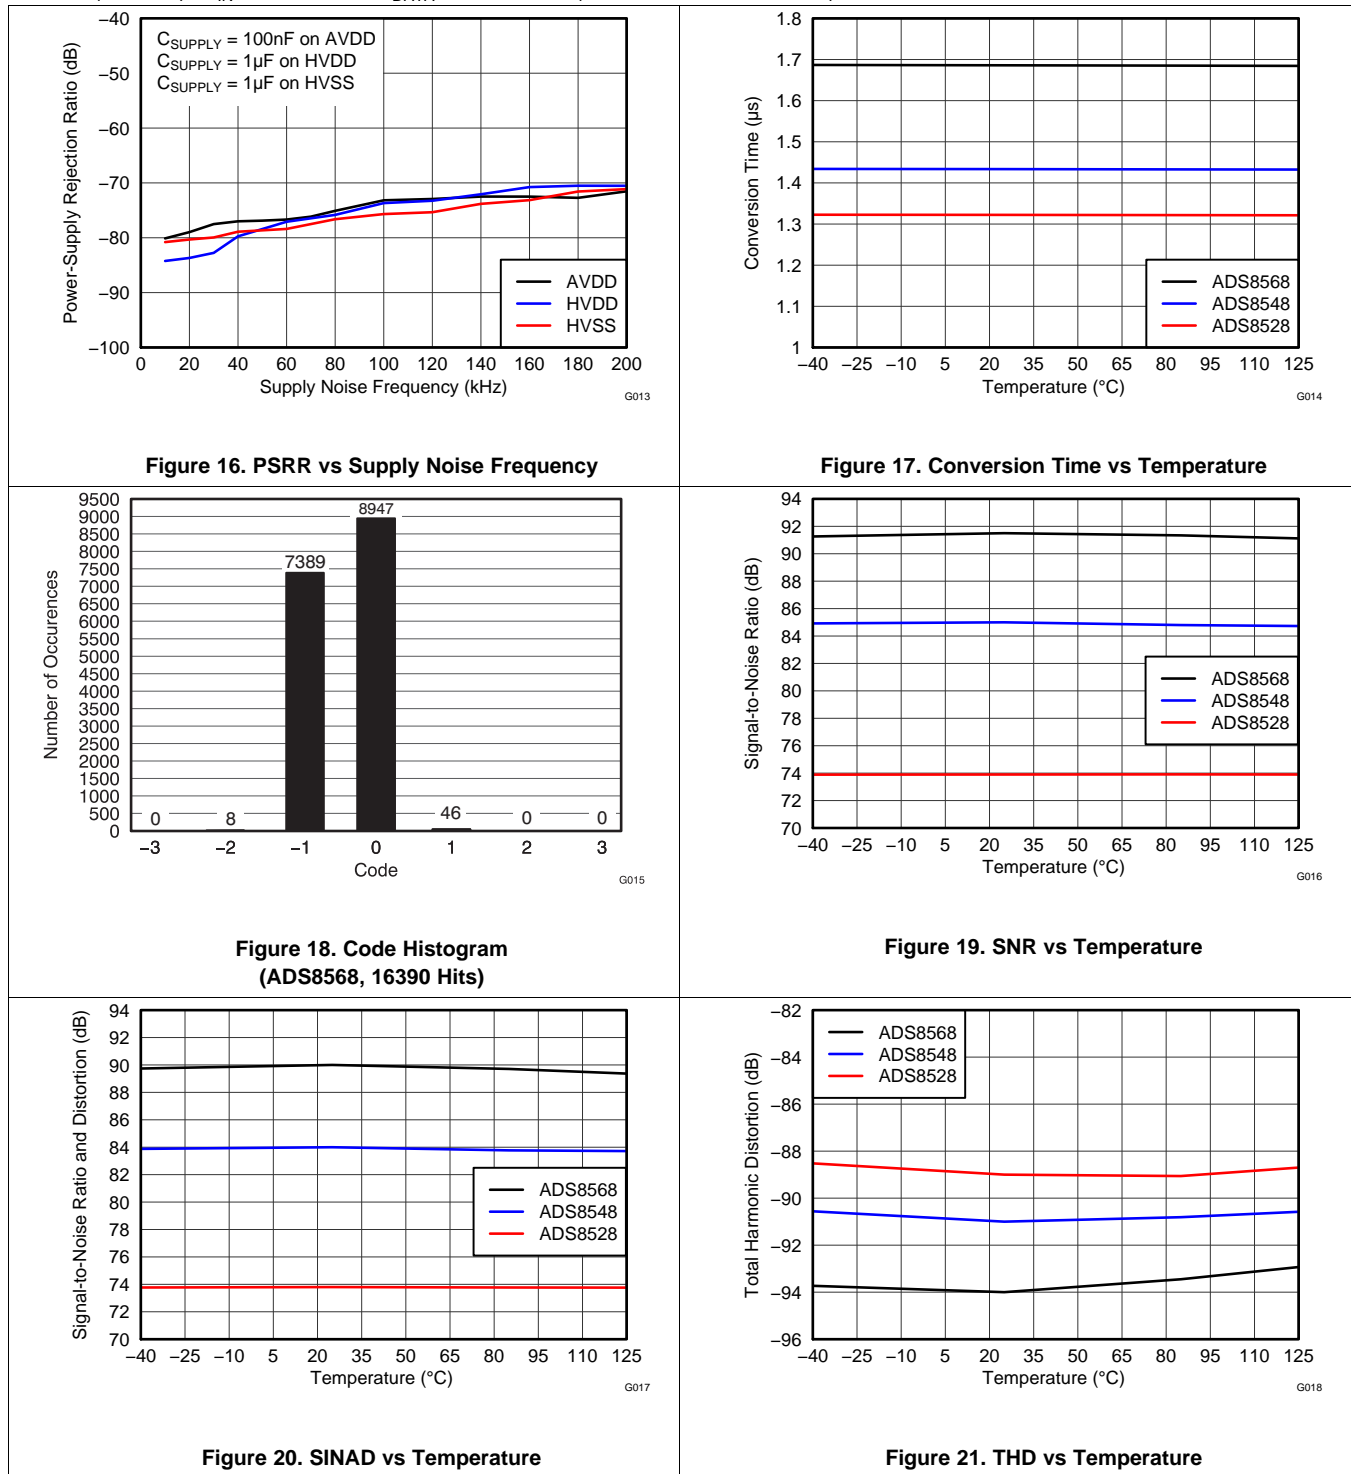 −40
−50
−60
−70
−80
−90
−100
Power-Supply Rejection Ratio (dB)
CSUPPLY = 100nF on AVDD
CSUPPLY = 1µF on HVDD
CSUPPLY = 1µF on HVSS
AVDD
HVDD
HVSS
0 20 40 60 80 100 120 140 160 180 200
Supply Noise Frequency (kHz)
G013
Figure 16. PSRR vs Supply Noise Frequency
1.8
1.7
1.6
1.5
1.4
1.3
1.2
1.1
1
Conversion Time (µs)
ADS8568
ADS8548
ADS8528
−40 −25 −10 5 20 35 50 65 80 95 110 125
Temperature (°C)
G014
Figure 17. Conversion Time vs Temperature
9500
9000
8500
8000
7500
7000
6500
6000
5500
5000
4500
4000
3500
3000
2500
2000
1500
1000
500
0
Number of Occurences
0 8 7389 8947 46 0 0
−3 −2 −1 0 1 2 3
Code
G015
Figure 18. Code Histogram
(ADS8568, 16390 Hits)
94
92
90
88
86
84
82
80
78
76
74
72
70
Signal-to-Noise Ratio (dB)
ADS8568
ADS8548
ADS8528
−40 −25 −10 5 20 35 50 65 80 95 110 125
Temperature (°C)
G016
Figure 19. SNR vs Temperature
94
92
90
88
86
84
82
80
78
76
74
72
70
Signal-to-Noise Ratio and Distortion (dB)
ADS8568
ADS8548
ADS8528
−40 −25 −10 5 20 35 50 65 80 95 110 125
Temperature (°C)
G017
Figure 20. SINAD vs Temperature
−82
−84
−86
−88
−90
−92
−94
−96
Total Harmonic Distortion (dB)
ADS8568
ADS8548
ADS8528
−40 −25 −10 5 20 35 50 65 80 95 110 125
Temperature (°C)
G018
Figure 21. THD vs Temperature